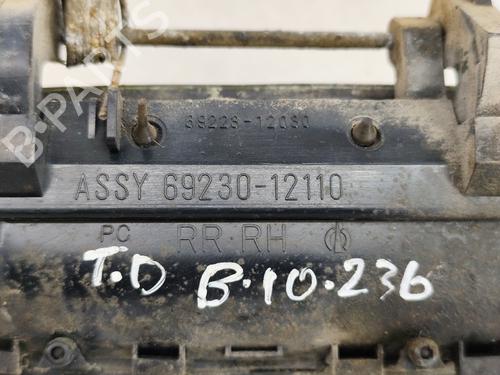 B-PARTS
69228-12090
ASSY 69230-12110
PC RR RH
T.D B.10.236